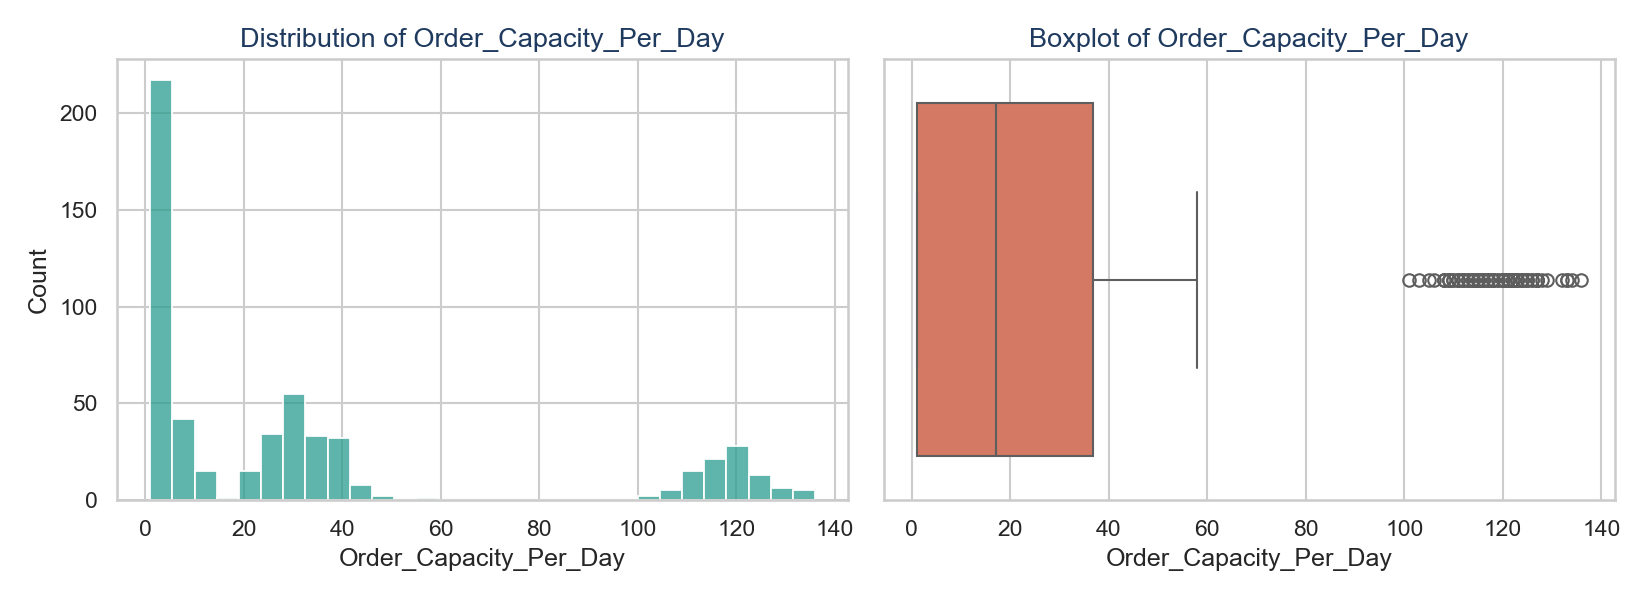 Distribution of Order_Capacity_Per_Day
Count
200
150
100
50
0
0 20 40 60 80 100 120 140
Order_Capacity_Per_Day
Boxplot of Order_Capacity_Per_Day
0 20 40 60 80 100 120 140
Order_Capacity_Per_Day